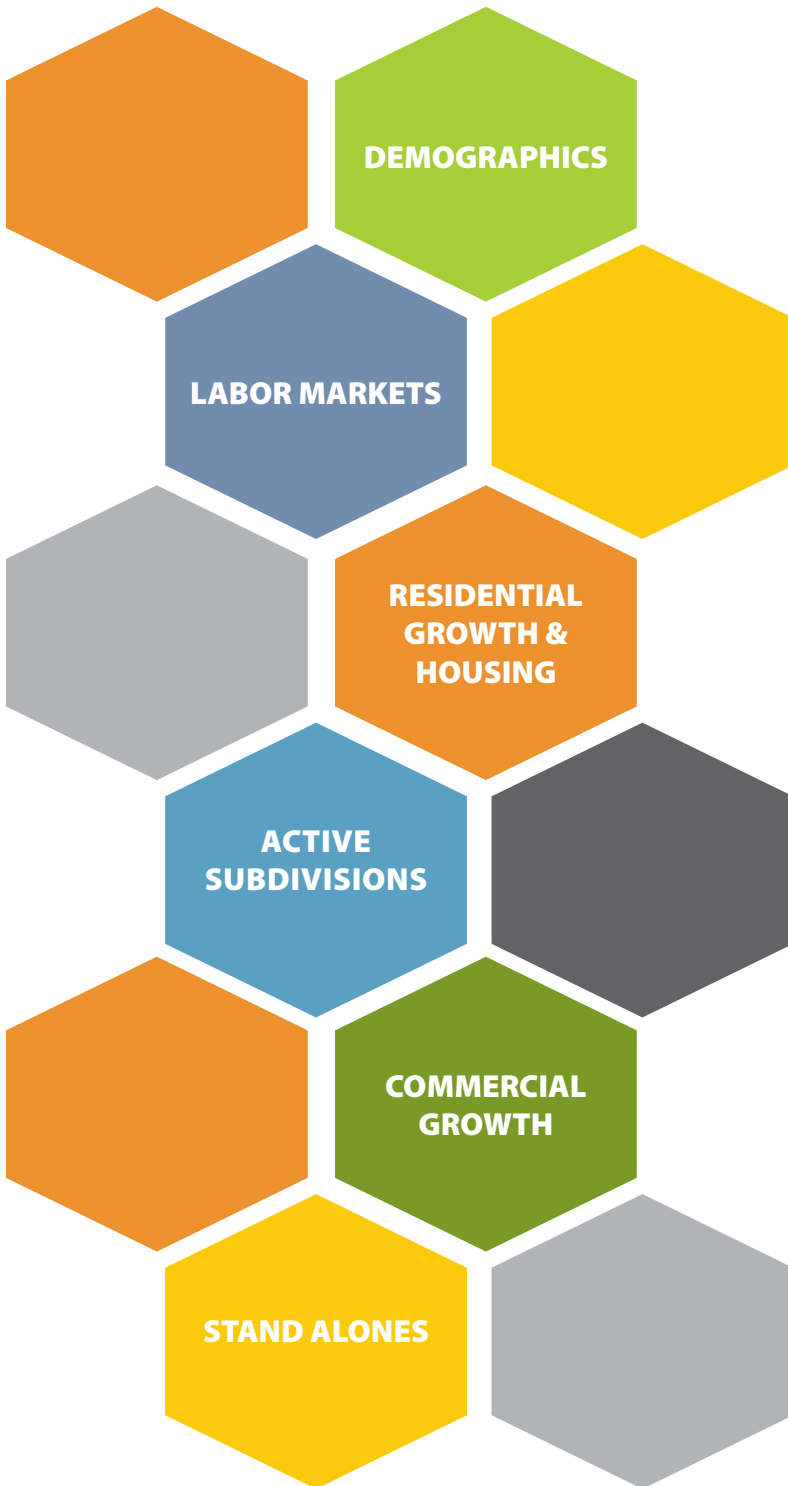 DEMOGRAPHICS
LABOR MARKETS
RESIDENTIAL
GROWTH &
HOUSING
ACTIVE
SUBDIVISIONS
COMMERCIAL
GROWTH
STAND ALONES